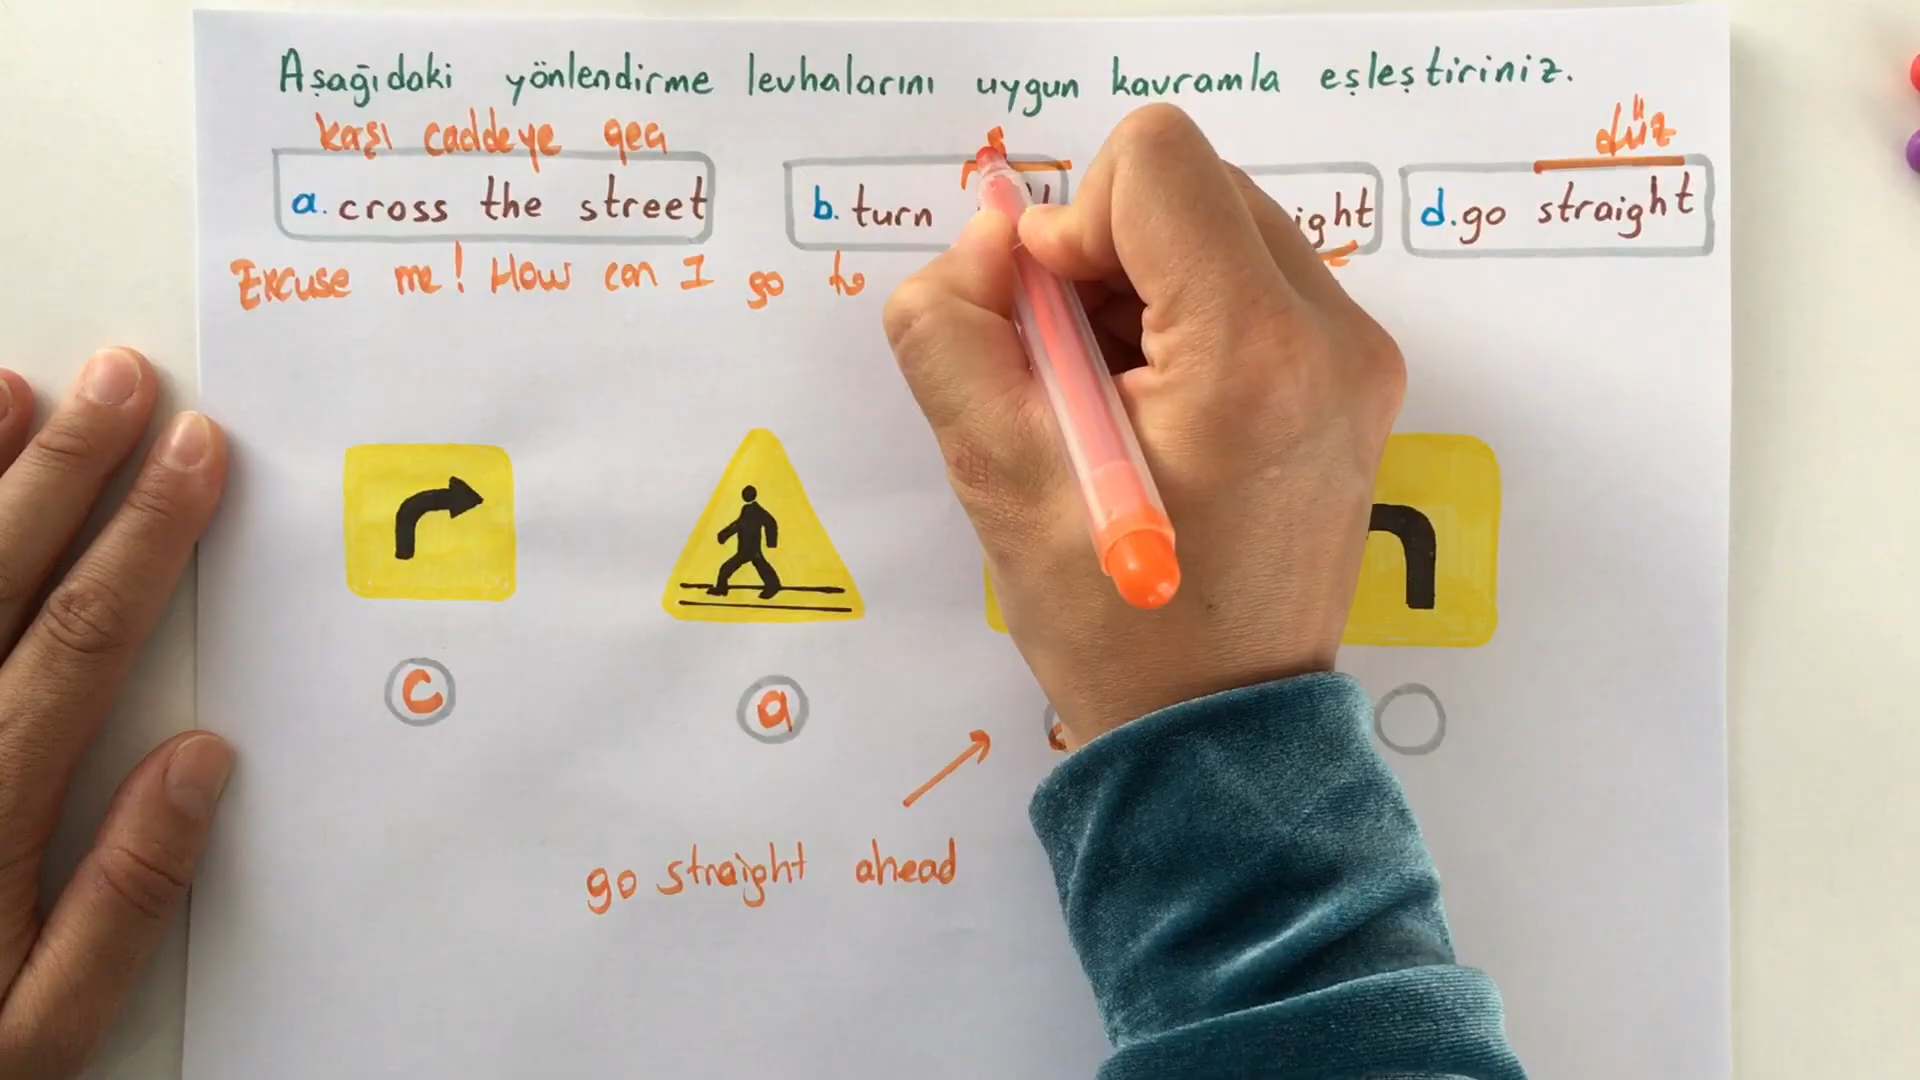 Aşağıdaki yönlendirme levhalarını uygun kavramla eşleştiriniz.
karşı caddeye geç
düz
a. cross the street
b. turn
d. go straight
Excuse me! How can I go to
c
a
go straight ahead